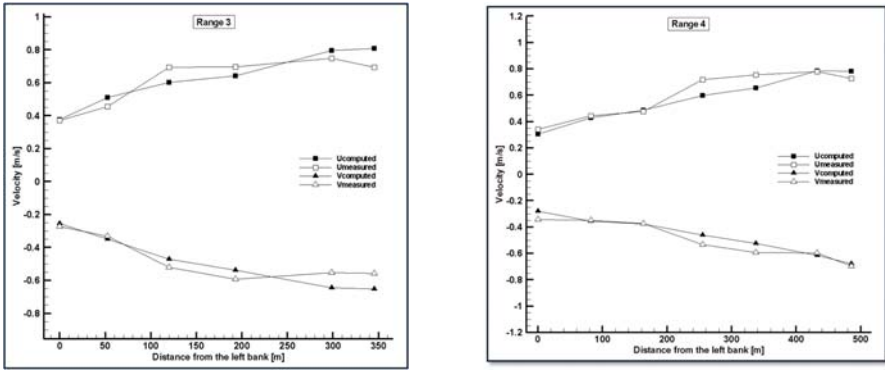 Range 3
1
0.8
0.6
0.4
0.2
0
-0.2
-0.4
-0.6
-0.8
Velocity [m/s]
Ucomputed
Umeasured
Vcomputed
Vmeasured
0 50 100 150 200 250 300 350 400
Distance from the left bank [m]
Range 4
1.2
1
0.8
0.6
0.4
0.2
0
-0.2
-0.4
-0.6
-0.8
-1
-1.2
Velocity [m/s]
Ucomputed
Umeasured
Vcomputed
Vmeasured
0 100 200 300 400 500
Distance from the left bank [m]